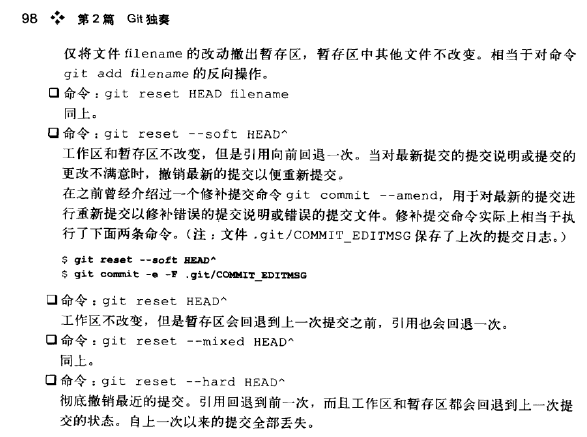 98 ❖ 第2篇 Git独奏
仅将文件 filename 的改动撤出暂存区，暂存区中其他文件不改变。相当于对命令
git add filename 的反向操作。
❑ 命令：git reset HEAD filename
同上。
❑ 命令：git reset --soft HEAD^
工作区和暂存区不改变，但是引用向前回退一次。当对最新提交的提交说明或提交的
更改不满意时，撤销最新的提交以便重新提交。
在之前曾经介绍过一个修补提交命令 git commit --amend，用于对最新的提交进
行重新提交以修补错误的提交说明或错误的提交文件。修补提交命令实际上相当于执
行了下面两条命令。（注：文件 .git/COMMIT_EDITMSG 保存了上次的提交日志。）
$ git reset --soft HEAD^
$ git commit -e -F .git/COMMIT_EDITMSG
❑ 命令：git reset HEAD^
工作区不改变，但是暂存区会回退到上一次提交之前，引用也会回退一次。
❑ 命令：git reset --mixed HEAD^
同上。
❑ 命令：git reset --hard HEAD^
彻底撤销最近的提交。引用回退到前一次，而且工作区和暂存区都会回退到上一次提
交的状态。自上一次以来的提交全部丢失。